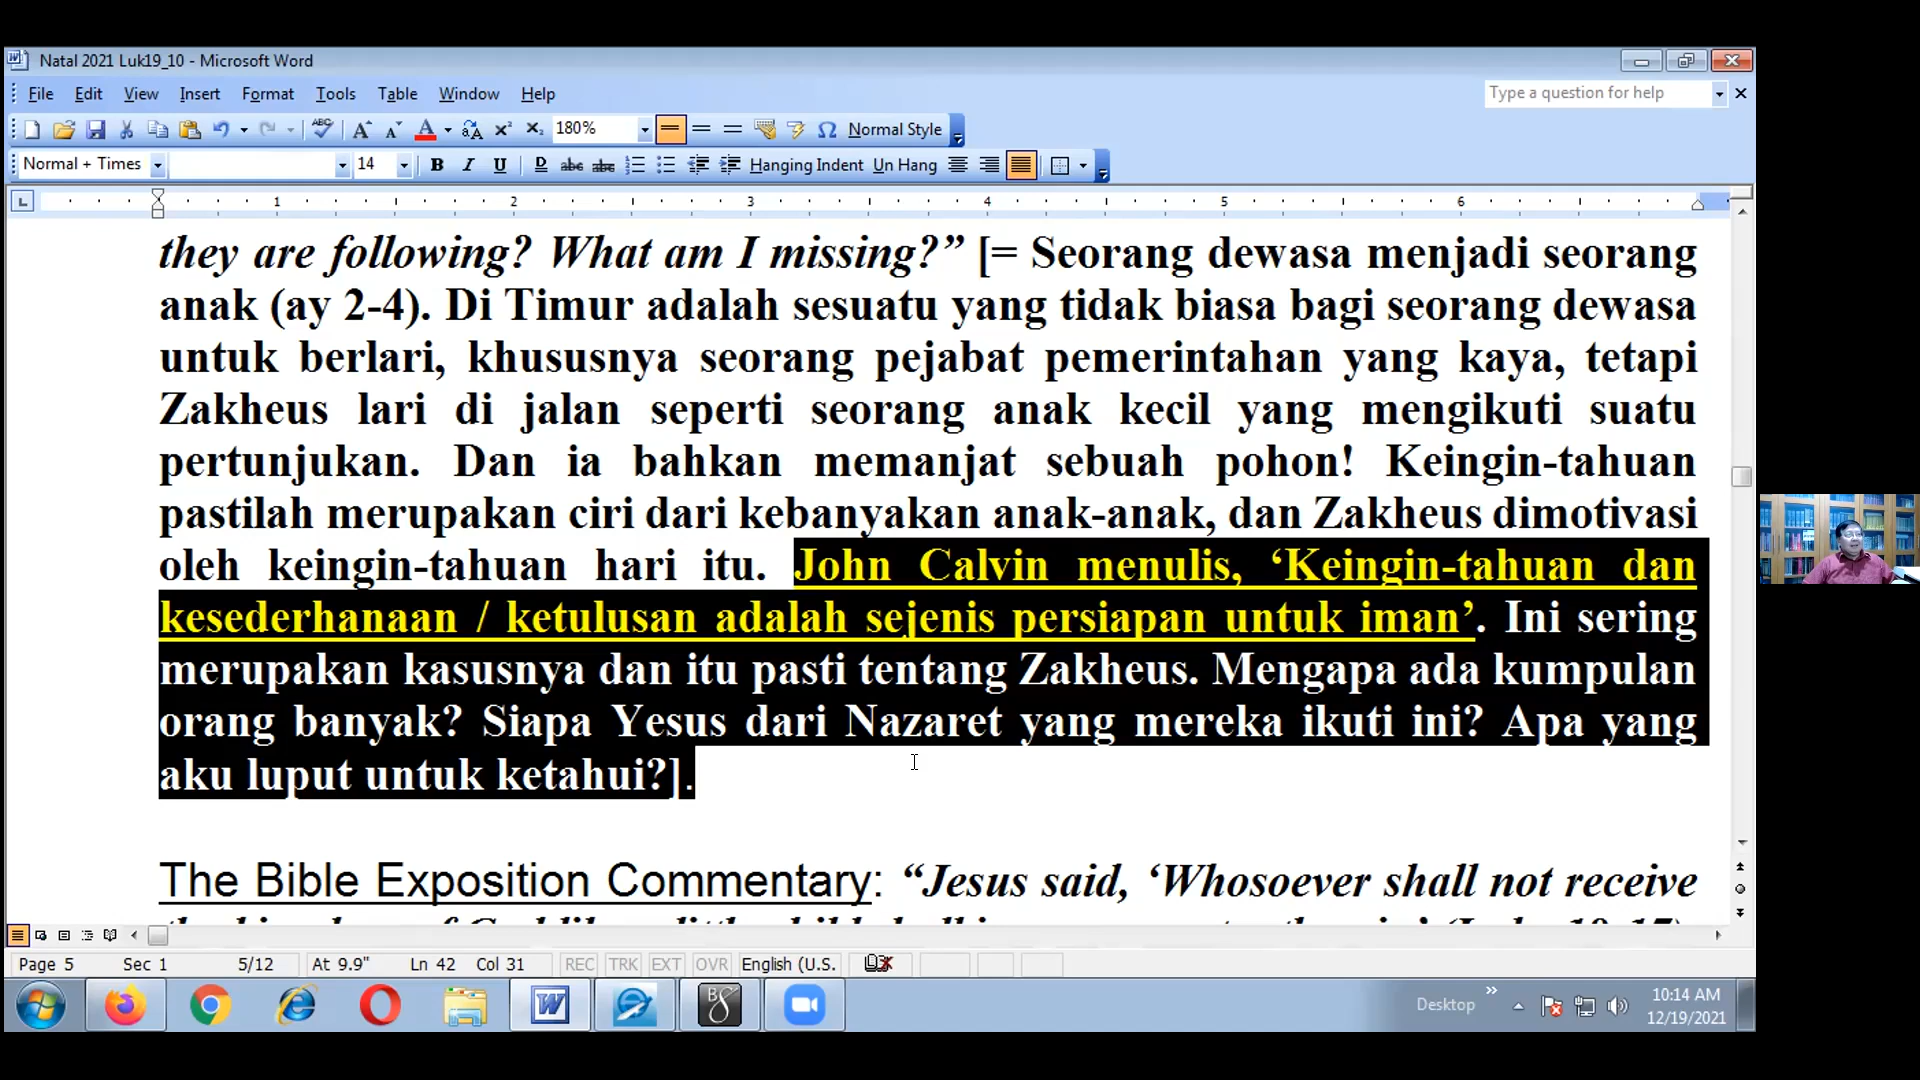 Natal 2021 Luk19_10 - Microsoft Word
File Edit View Insert Format Tools Table Window Help
Type a question for help
180% Normal Style
Normal + Times 14 B I U Hanging Indent Un Hang
1 2 3 4 5 6
they are following? What am I missing?” [= Seorang dewasa menjadi seorang
anak (ay 2-4). Di Timur adalah sesuatu yang tidak biasa bagi seorang dewasa
untuk berlari, khususnya seorang pejabat pemerintahan yang kaya, tetapi
Zakheus lari di jalan seperti seorang anak kecil yang mengikuti suatu
pertunjukan. Dan ia bahkan memanjat sebuah pohon! Keingin-tahuan
pastilah merupakan ciri dari kebanyakan anak-anak, dan Zakheus dimotivasi
oleh keingin-tahuan hari itu. John Calvin menulis, ‘Keingin-tahuan dan
kesederhanaan / ketulusan adalah sejenis persiapan untuk iman’. Ini sering
merupakan kasusnya dan itu pasti tentang Zakheus. Mengapa ada kumpulan
orang banyak? Siapa Yesus dari Nazaret yang mereka ikuti ini? Apa yang
aku luput untuk ketahui?].
The Bible Exposition Commentary: “Jesus said, ‘Whosoever shall not receive
Page 5 Sec 1 5/12 At 9.9" Ln 42 Col 31 REC TRK EXT OVR English (U.S.
Desktop
10:14 AM
12/19/2021